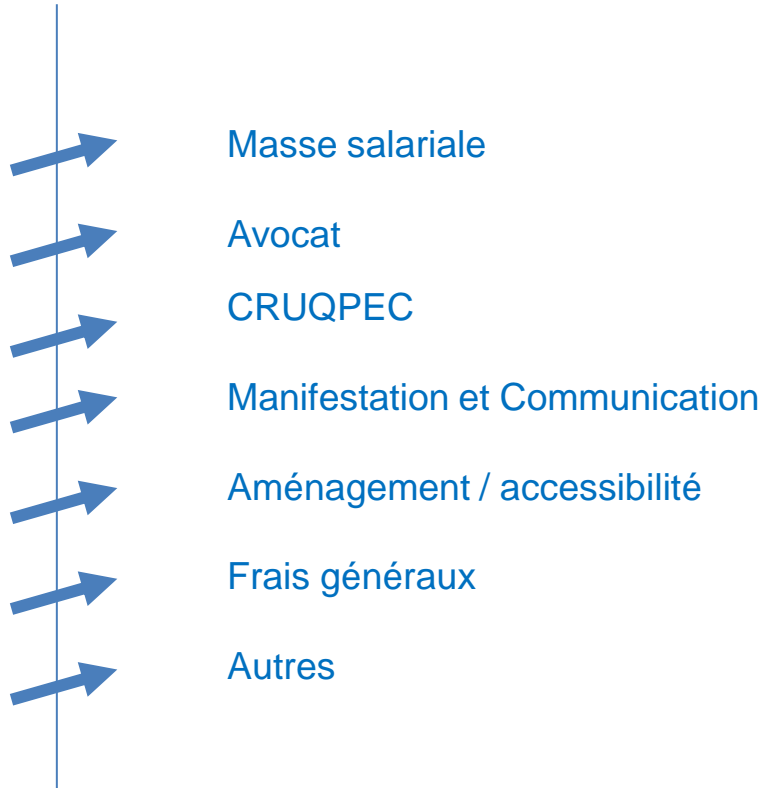 Masse salariale
Avocat
CRUQPEC
Manifestation et Communication
Aménagement / accessibilité
Frais généraux
Autres